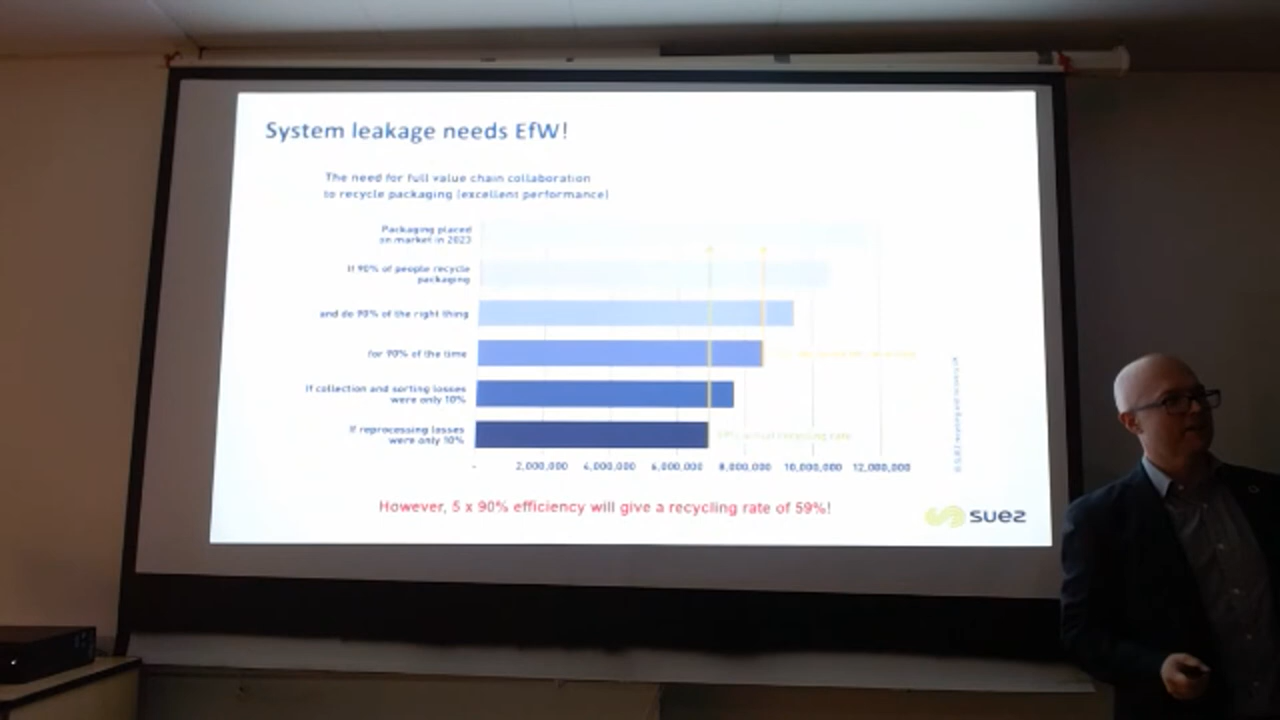 System leakage needs EfW!
The need for full value chain collaboration
to recycle packaging (excellent performance)
Packaging placed
on market in 2023
If 90% of people recycle
packaging
and do 90% of the right thing
for 90% of the time
If collection and sorting losses
were only 10%
If reprocessing losses
were only 10%
59% actual recycling rate
- 2,000,000 4,000,000 6,000,000 8,000,000 10,000,000 12,000,000
However, 5 x 90% efficiency will give a recycling rate of 59%!
suez